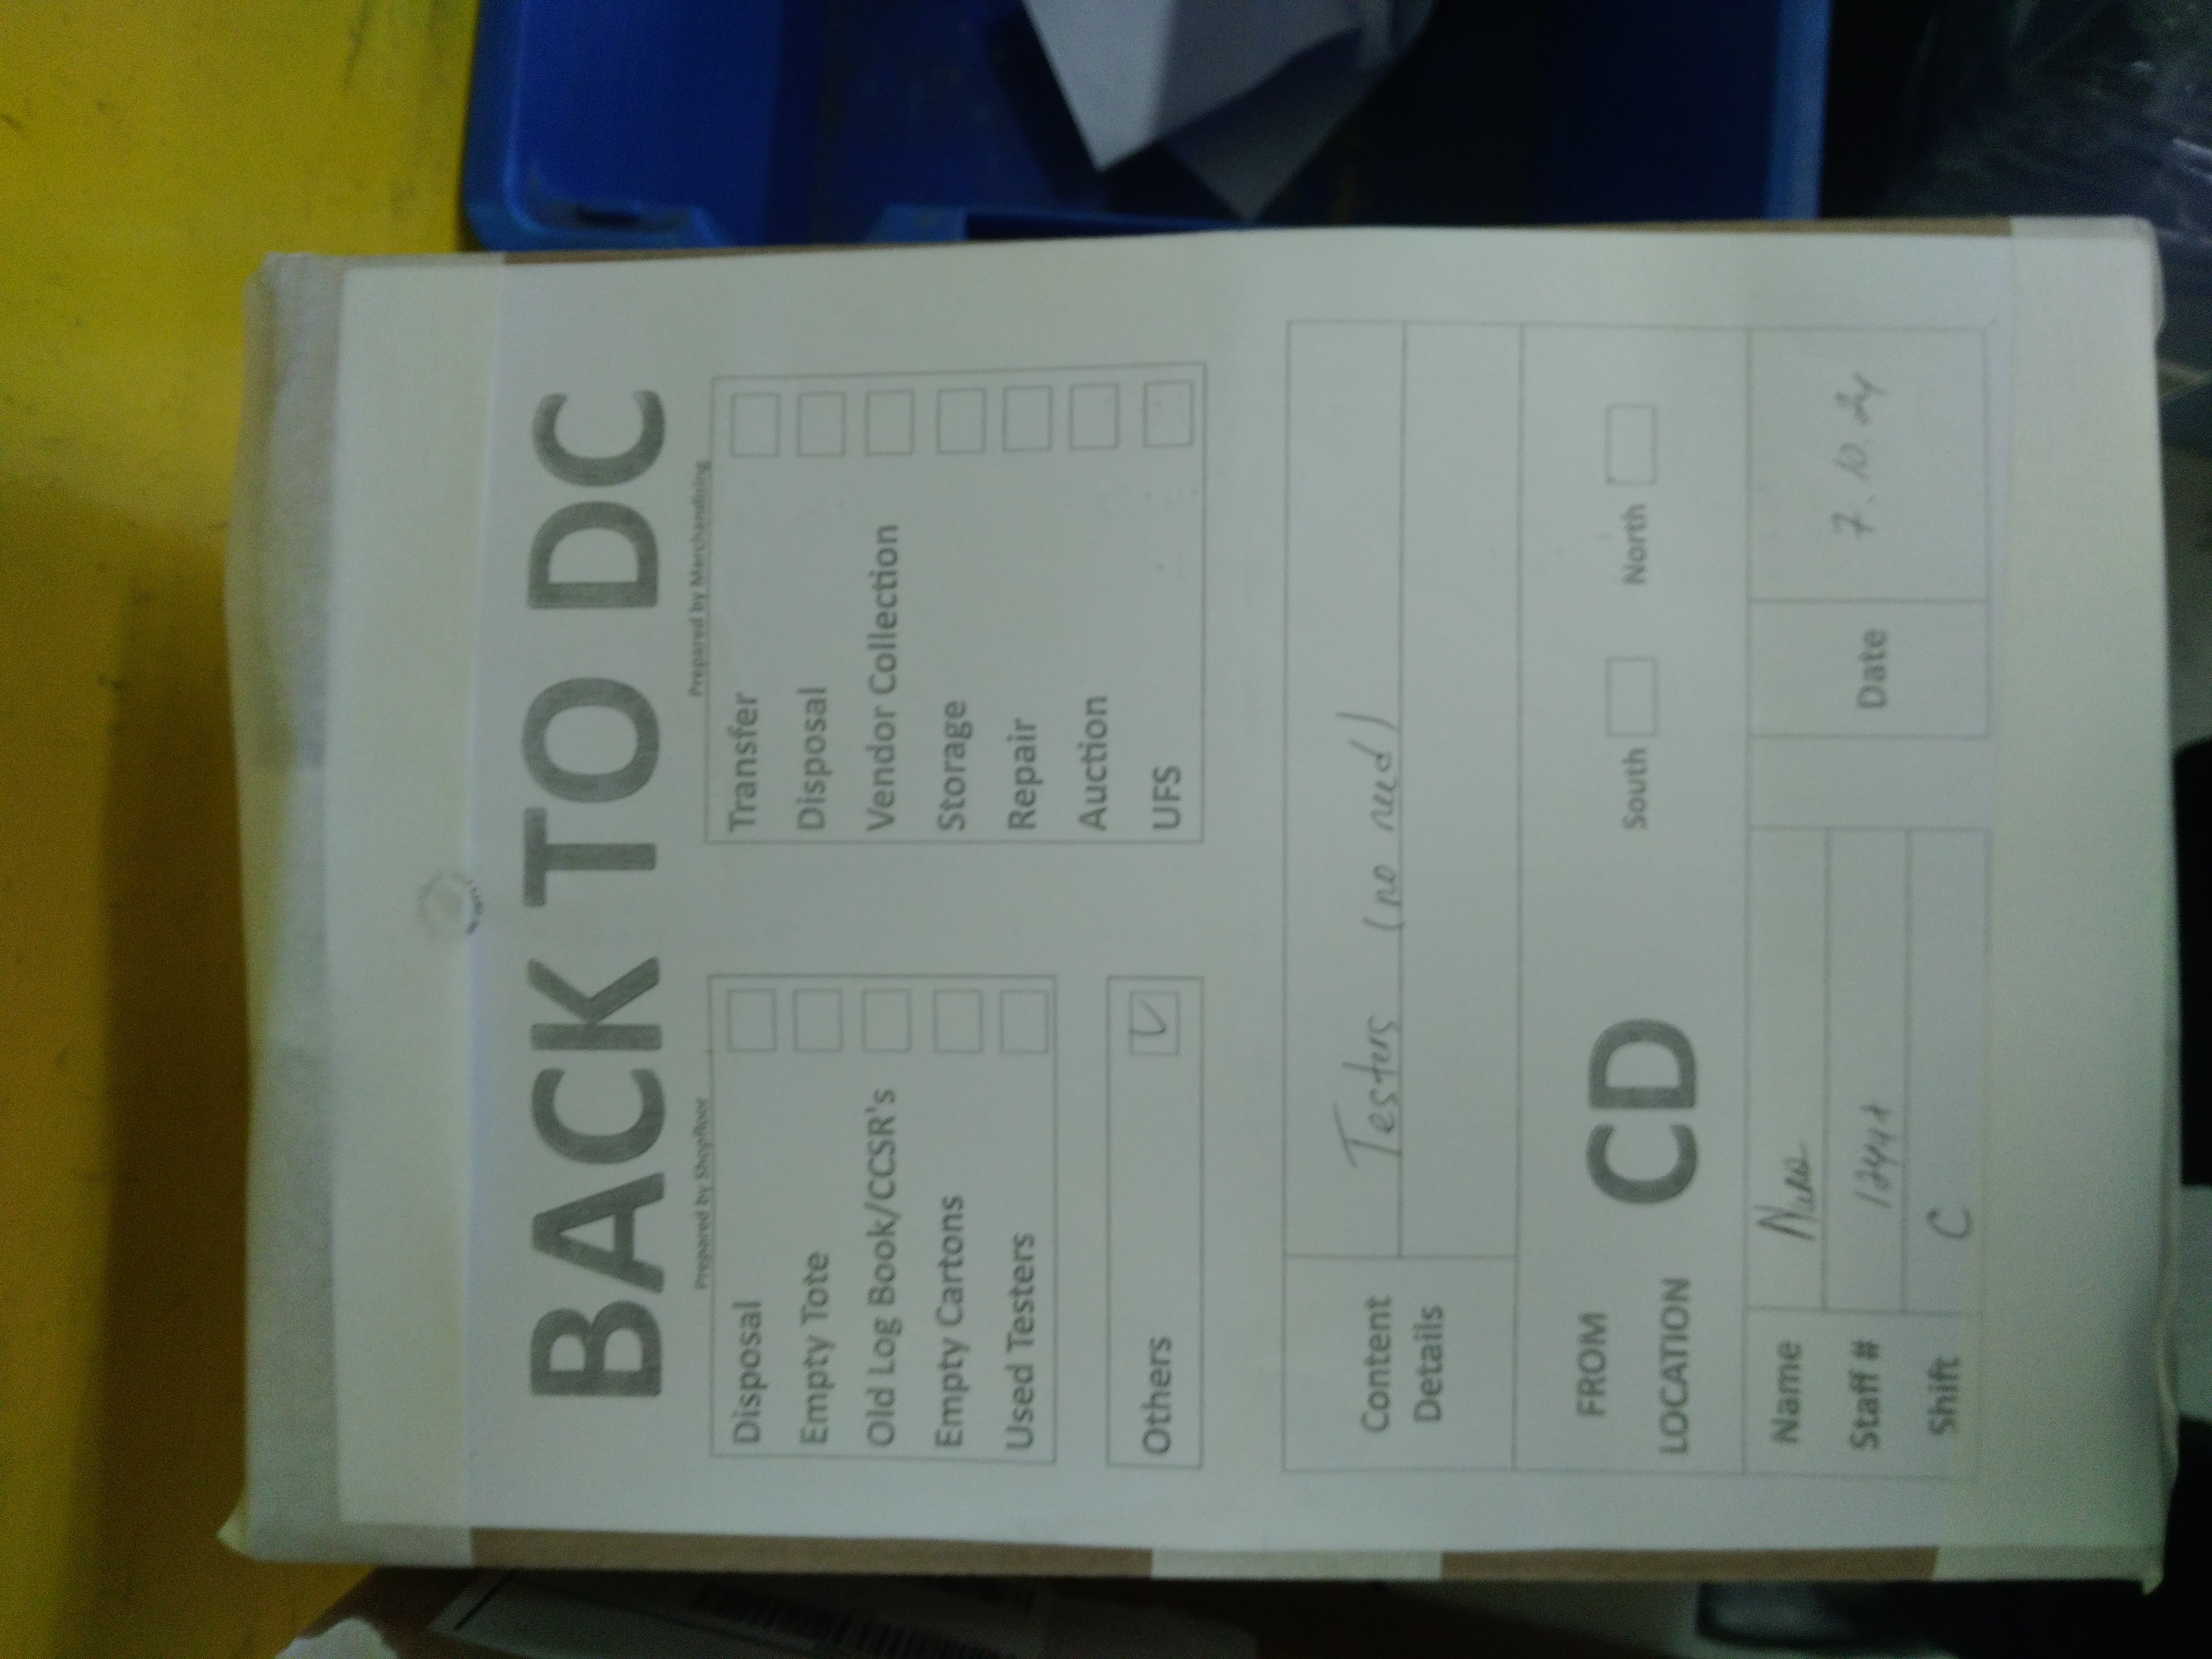 BACK TO DC
Prepared by Shopfloor
Prepared by Merchandising
Disposal
Empty Tote
Old Log Book/CCSR's
Empty Cartons
Used Testers
Others
Transfer
Disposal
Vendor Collection
Storage
Repair
Auction
UFS
Content Details
Testers (no need)
FROM LOCATION
CD
South
North
Name
Staff #
Shift C
Date 7.10.24